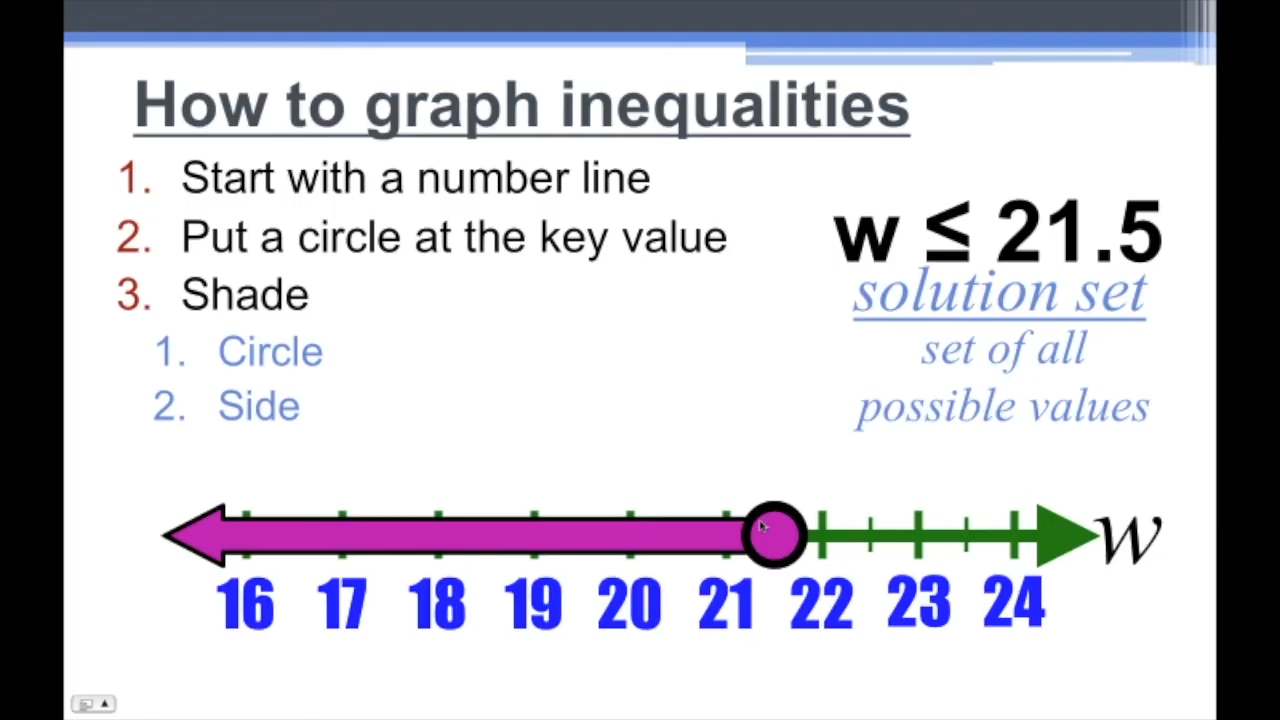 How to graph inequalities
1. Start with a number line
2. Put a circle at the key value
3. Shade
1. Circle
2. Side
w ≤ 21.5
solution set
set of all
possible values
w
16 17 18 19 20 21 22 23 24